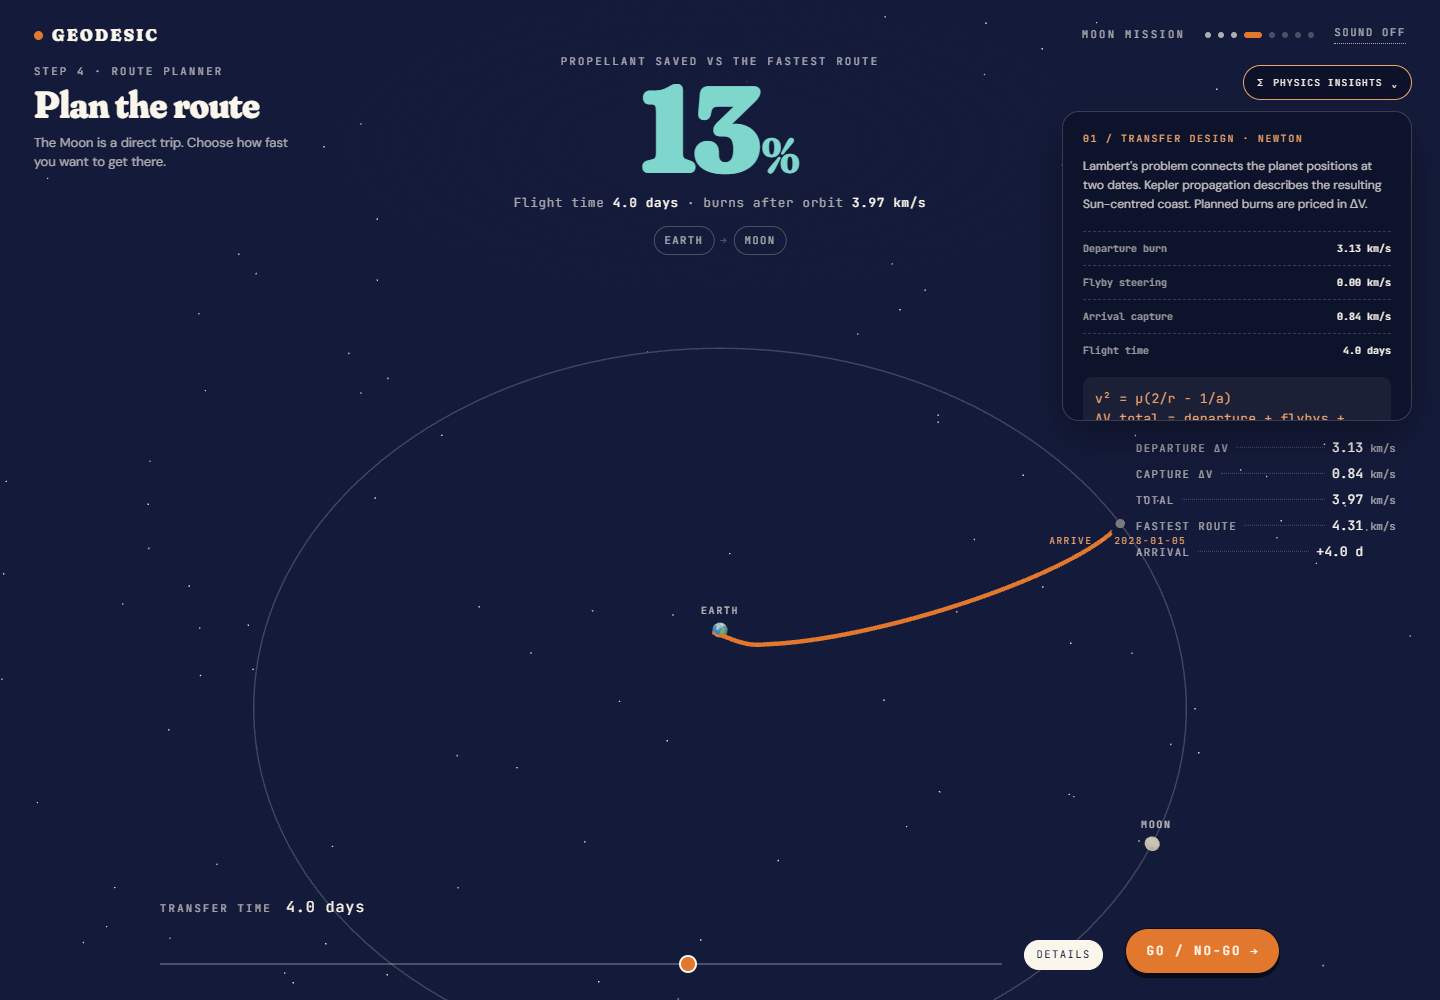 GEODESIC
MOON MISSION
SOUND OFF
STEP 4 · ROUTE PLANNER
Plan the route
The Moon is a direct trip. Choose how fast
you want to get there.
PROPELLANT SAVED VS THE FASTEST ROUTE
13%
Flight time 4.0 days · burns after orbit 3.97 km/s
EARTH → MOON
Σ PHYSICS INSIGHTS ⌄
01 / TRANSFER DESIGN · NEWTON
Lambert's problem connects the planet positions at
two dates. Kepler propagation describes the resulting
Sun-centred coast. Planned burns are priced in ΔV.
Departure burn 3.13 km/s
Flyby steering 0.00 km/s
Arrival capture 0.84 km/s
Flight time 4.0 days
v² = μ(2/r - 1/a)
ΔV total = departure + flybys +
DEPARTURE ΔV 3.13 km/s
CAPTURE ΔV 0.84 km/s
TOTAL 3.97 km/s
FASTEST ROUTE 4.31 km/s
ARRIVAL +4.0 d
ARRIVE · 2028-01-05
EARTH
MOON
TRANSFER TIME 4.0 days
DETAILS
GO / NO-GO →